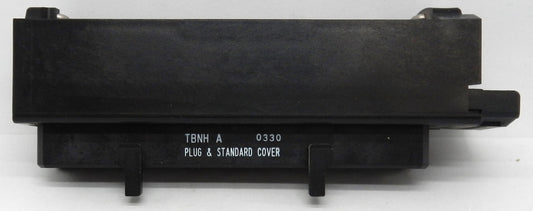 TBNH A 0330
PLUG & STANDARD COVER